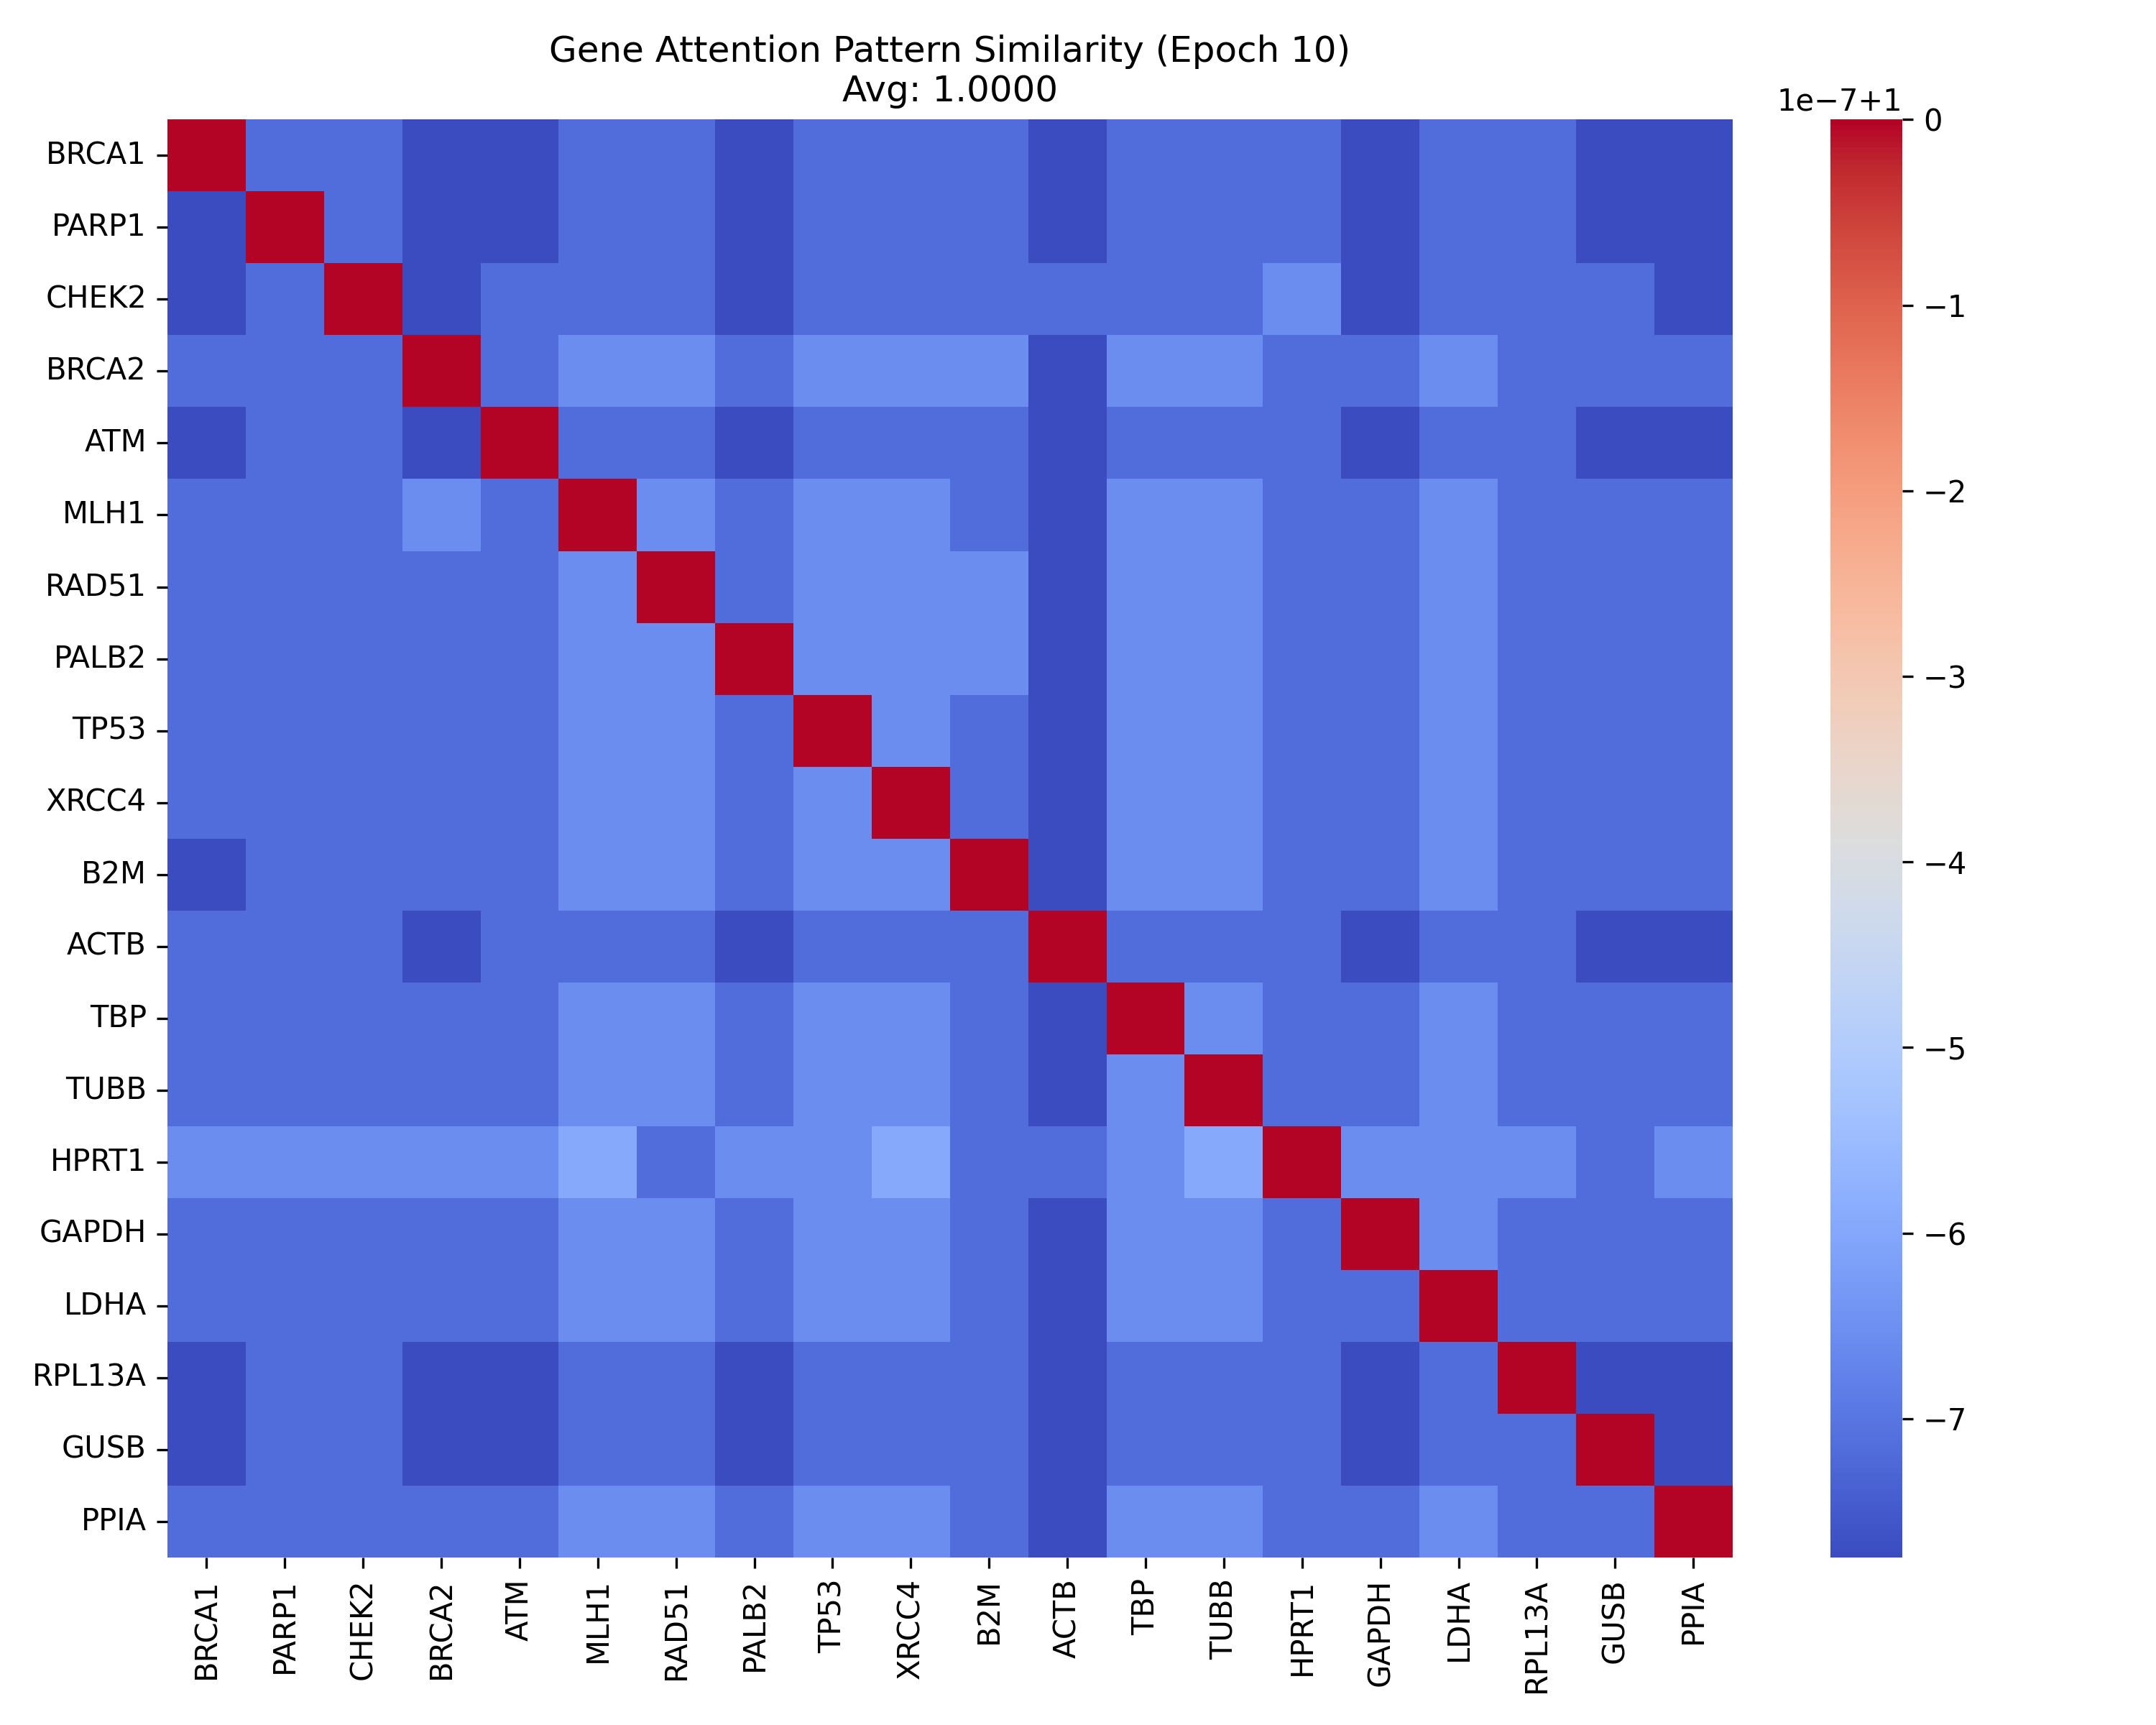 Gene Attention Pattern Similarity (Epoch 10)
Avg: 1.0000
1e−7+1
BRCA1
PARP1
CHEK2
BRCA2
ATM
MLH1
RAD51
PALB2
TP53
XRCC4
B2M
ACTB
TBP
TUBB
HPRT1
GAPDH
LDHA
RPL13A
GUSB
PPIA
BRCA1
PARP1
CHEK2
BRCA2
ATM
MLH1
RAD51
PALB2
TP53
XRCC4
B2M
ACTB
TBP
TUBB
HPRT1
GAPDH
LDHA
RPL13A
GUSB
PPIA
0
−1
−2
−3
−4
−5
−6
−7